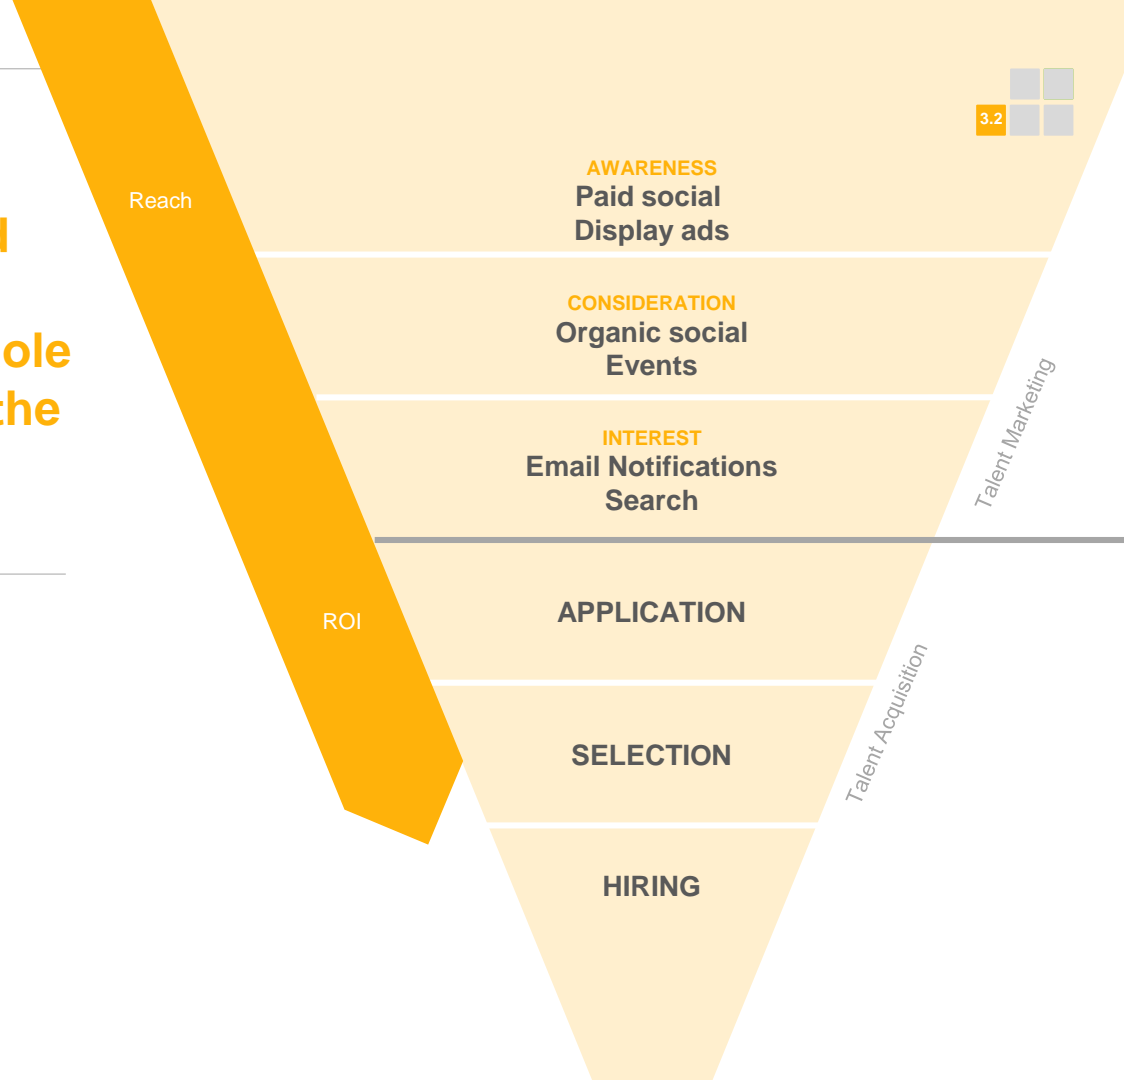 3.2
AWARENESS
Paid social
Display ads
Reach
CONSIDERATION
Organic social
Events
the
Talent Marketing
INTEREST
Email Notifications
Search
APPLICATION
ROI
Talent Acquisition
SELECTION
HIRING